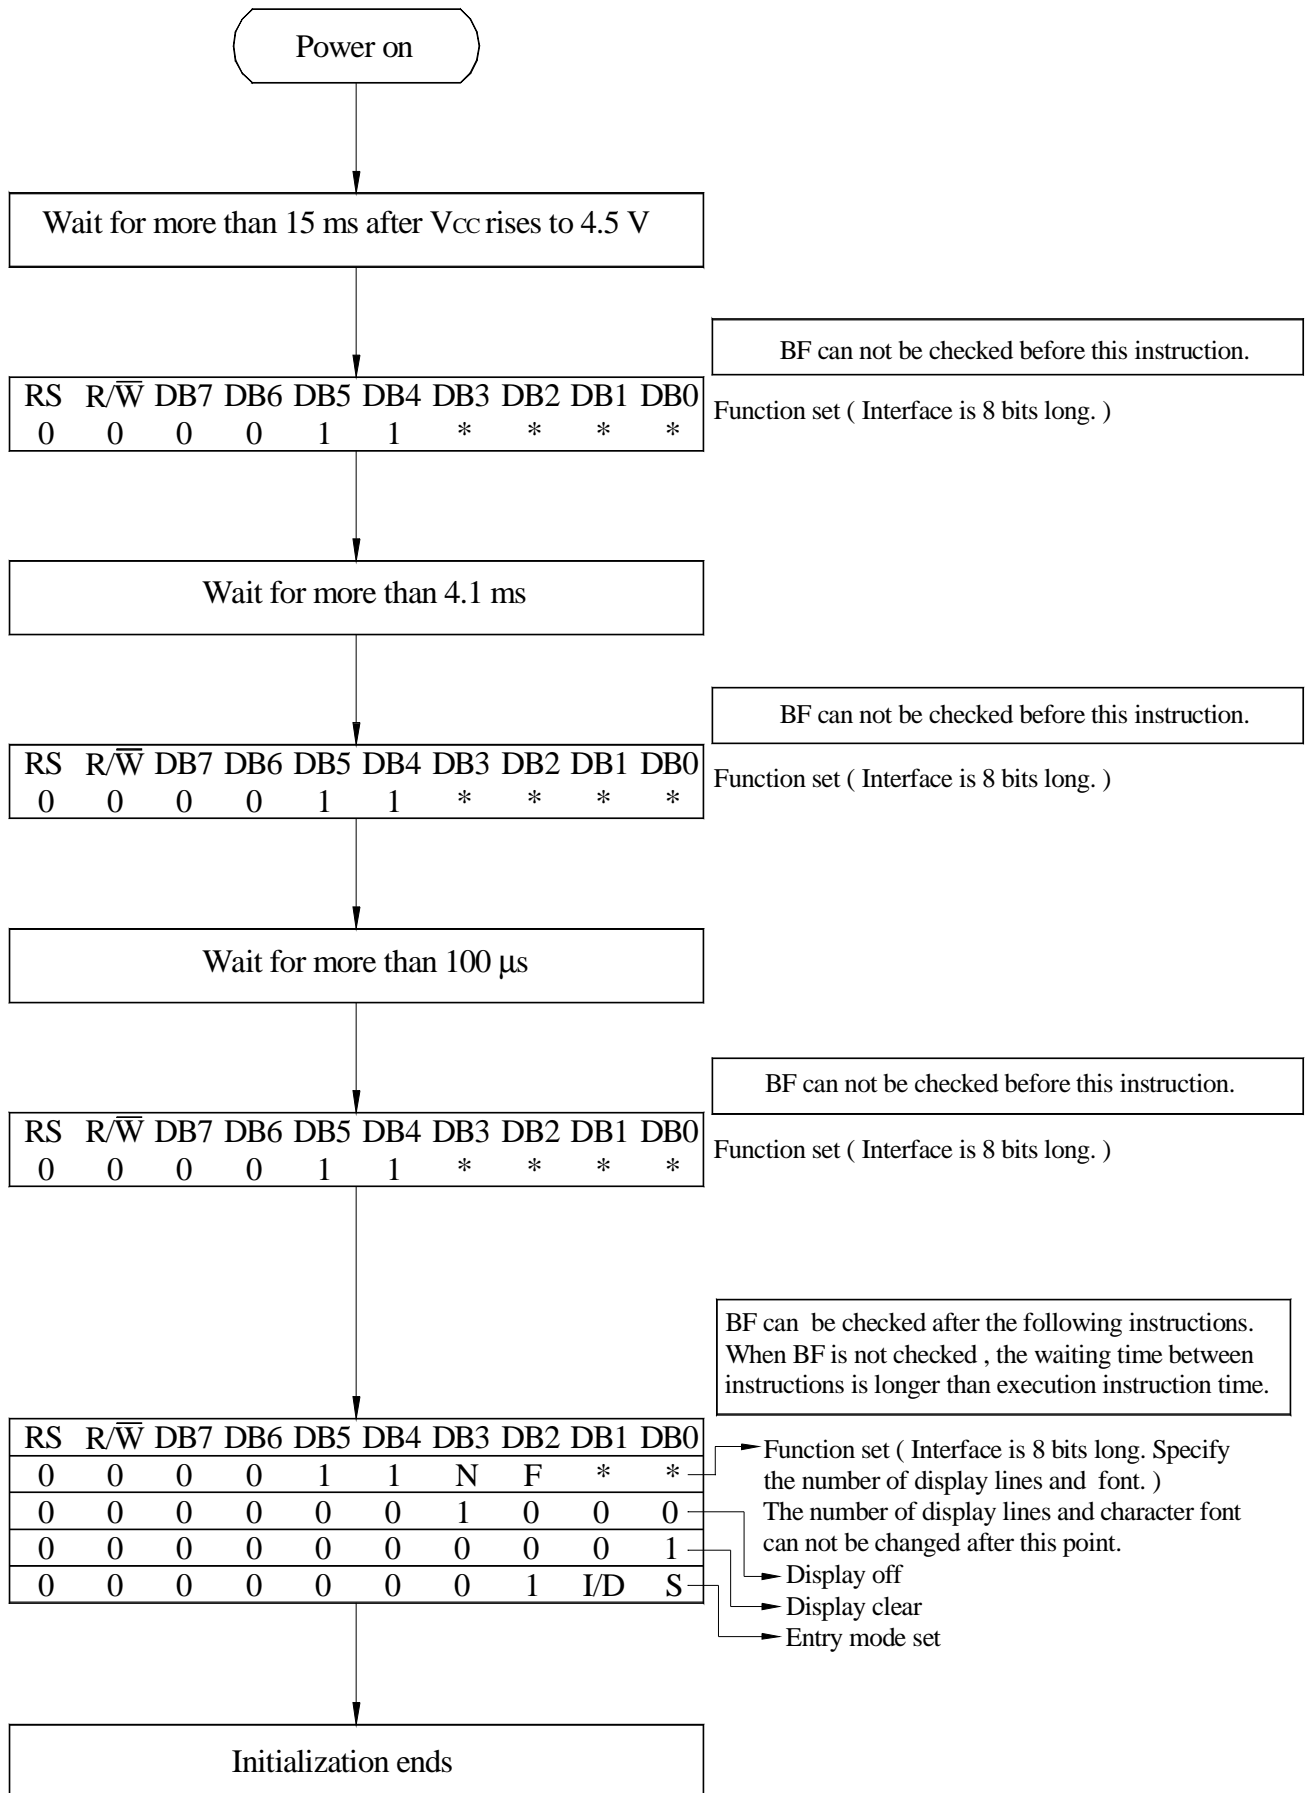 Power on
Wait for more than 15 ms after VCC rises to 4.5 V
BF can not be checked before this instruction.
RS R/W̅ DB7 DB6 DB5 DB4 DB3 DB2 DB1 DB0
0 0 0 0 1 1 * * * *
Function set ( Interface is 8 bits long. )
Wait for more than 4.1 ms
BF can not be checked before this instruction.
RS R/W̅ DB7 DB6 DB5 DB4 DB3 DB2 DB1 DB0
0 0 0 0 1 1 * * * *
Function set ( Interface is 8 bits long. )
Wait for more than 100 μs
BF can not be checked before this instruction.
RS R/W̅ DB7 DB6 DB5 DB4 DB3 DB2 DB1 DB0
0 0 0 0 1 1 * * * *
Function set ( Interface is 8 bits long. )
BF can be checked after the following instructions.
When BF is not checked , the waiting time between
instructions is longer than execution instruction time.
RS R/W̅ DB7 DB6 DB5 DB4 DB3 DB2 DB1 DB0
0 0 0 0 1 1 N F * *
0 0 0 0 0 0 1 0 0 0
0 0 0 0 0 0 0 0 0 1
0 0 0 0 0 0 0 1 I/D S
Function set ( Interface is 8 bits long. Specify
the number of display lines and font. )
The number of display lines and character font
can not be changed after this point.
Display off
Display clear
Entry mode set
Initialization ends